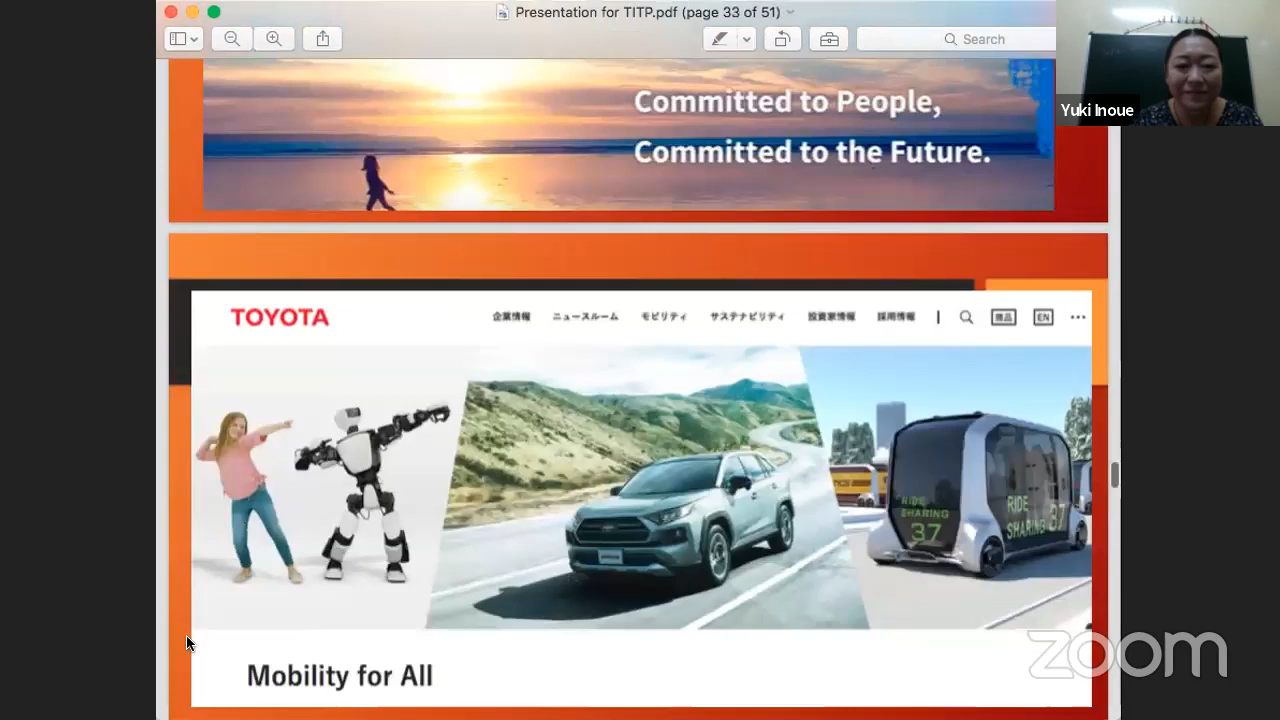 Presentation for TITP.pdf (page 33 of 51)
Search
Yuki Inoue
Committed to People,
Committed to the Future.
TOYOTA
企業情報 ニュースルーム モビリティ サステナビリティ 投資家情報 採用情報 | 商品 EN
RIDE
SHARING
37
RIDE
SHARING 37
Mobility for All
zoom